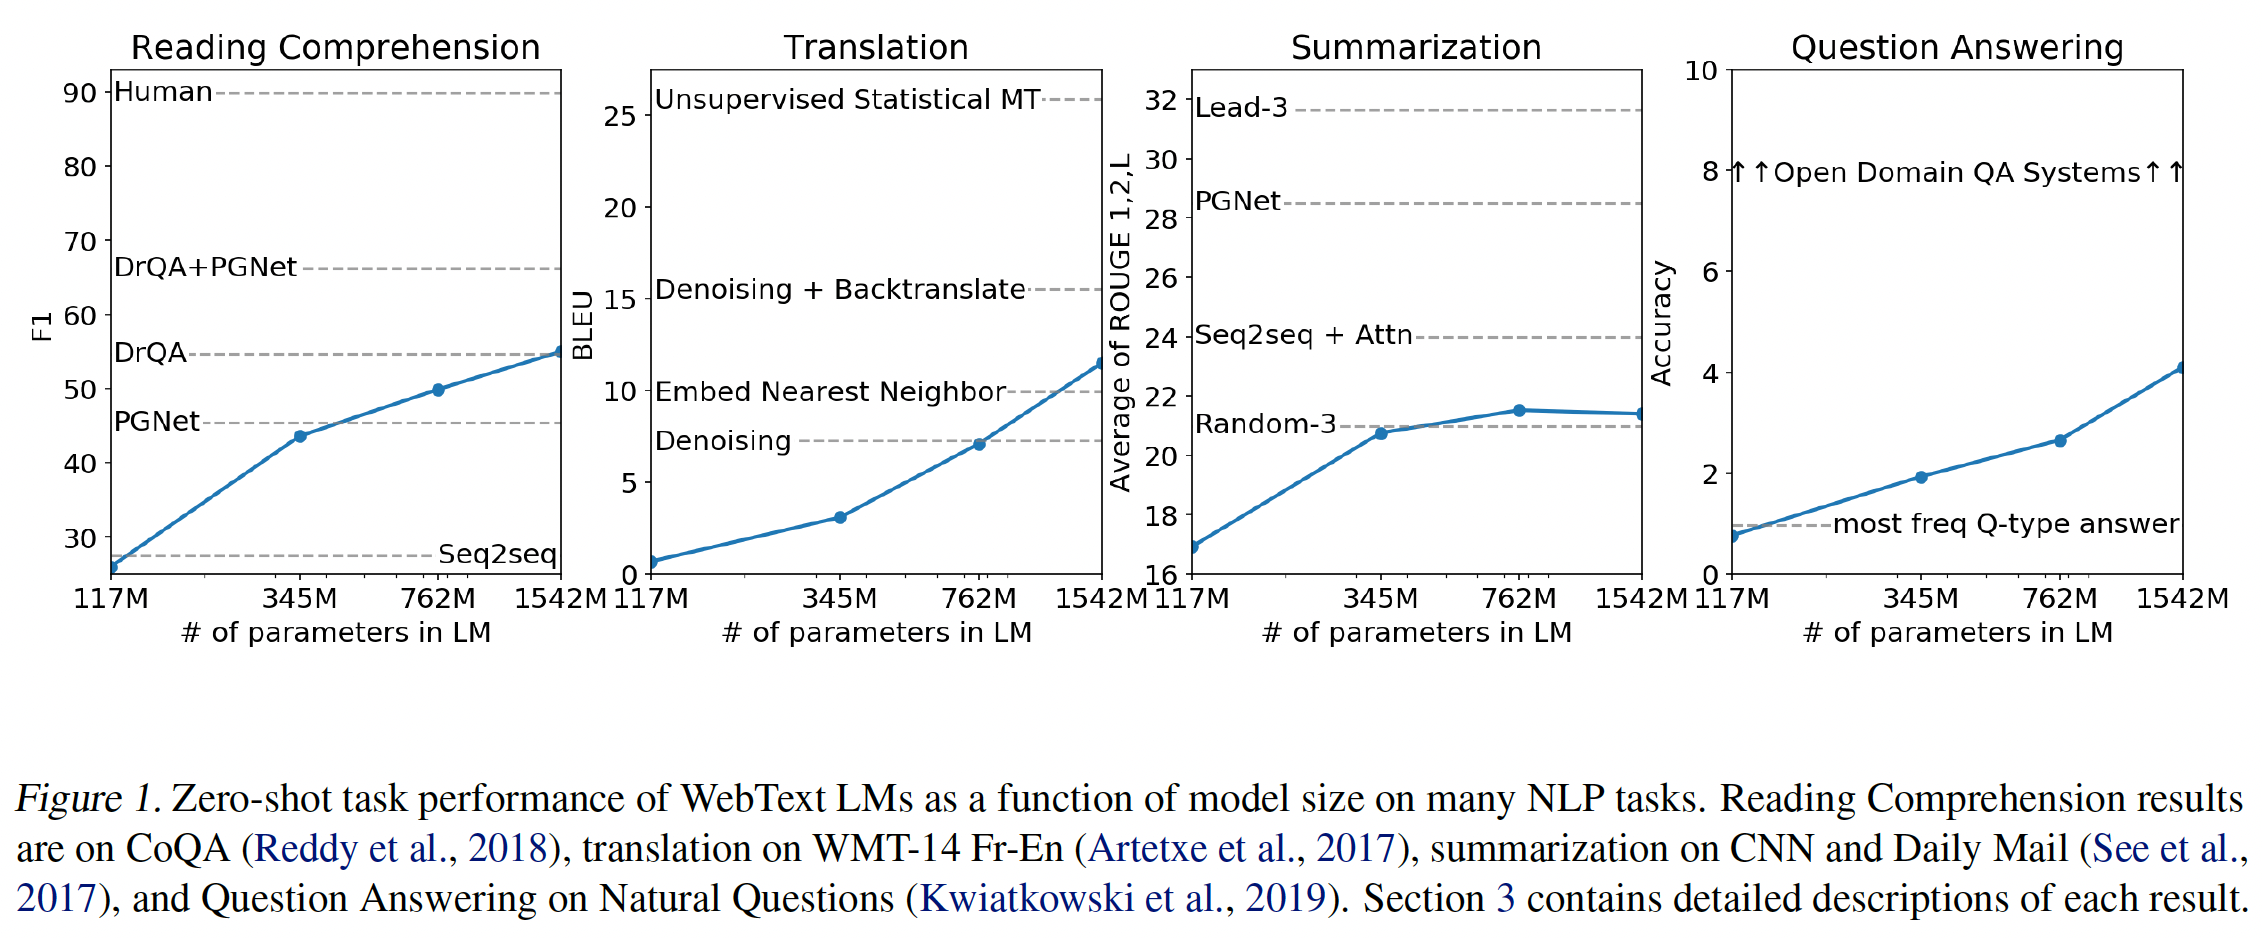 Reading Comprehension
90
80
70
60
50
40
30
F1
Human
DrQA+PGNet
DrQA
PGNet
Seq2seq
117M 345M 762M 1542M
# of parameters in LM
Translation
25
20
15
10
5
0
BLEU
Unsupervised Statistical MT
Denoising + Backtranslate
Embed Nearest Neighbor
Denoising
117M 345M 762M 1542M
# of parameters in LM
Summarization
32
30
28
26
24
22
20
18
16
Average of ROUGE 1,2,L
Lead-3
PGNet
Seq2seq + Attn
Random-3
117M 345M 762M 1542M
# of parameters in LM
Question Answering
10
8
6
4
2
0
Accuracy
↑↑Open Domain QA Systems↑↑
most freq Q-type answer
117M 345M 762M 1542M
# of parameters in LM
Figure 1. Zero-shot task performance of WebText LMs as a function of model size on many NLP tasks. Reading Comprehension results
are on CoQA (Reddy et al., 2018), translation on WMT-14 Fr-En (Artetxe et al., 2017), summarization on CNN and Daily Mail (See et al.,
2017), and Question Answering on Natural Questions (Kwiatkowski et al., 2019). Section 3 contains detailed descriptions of each result.